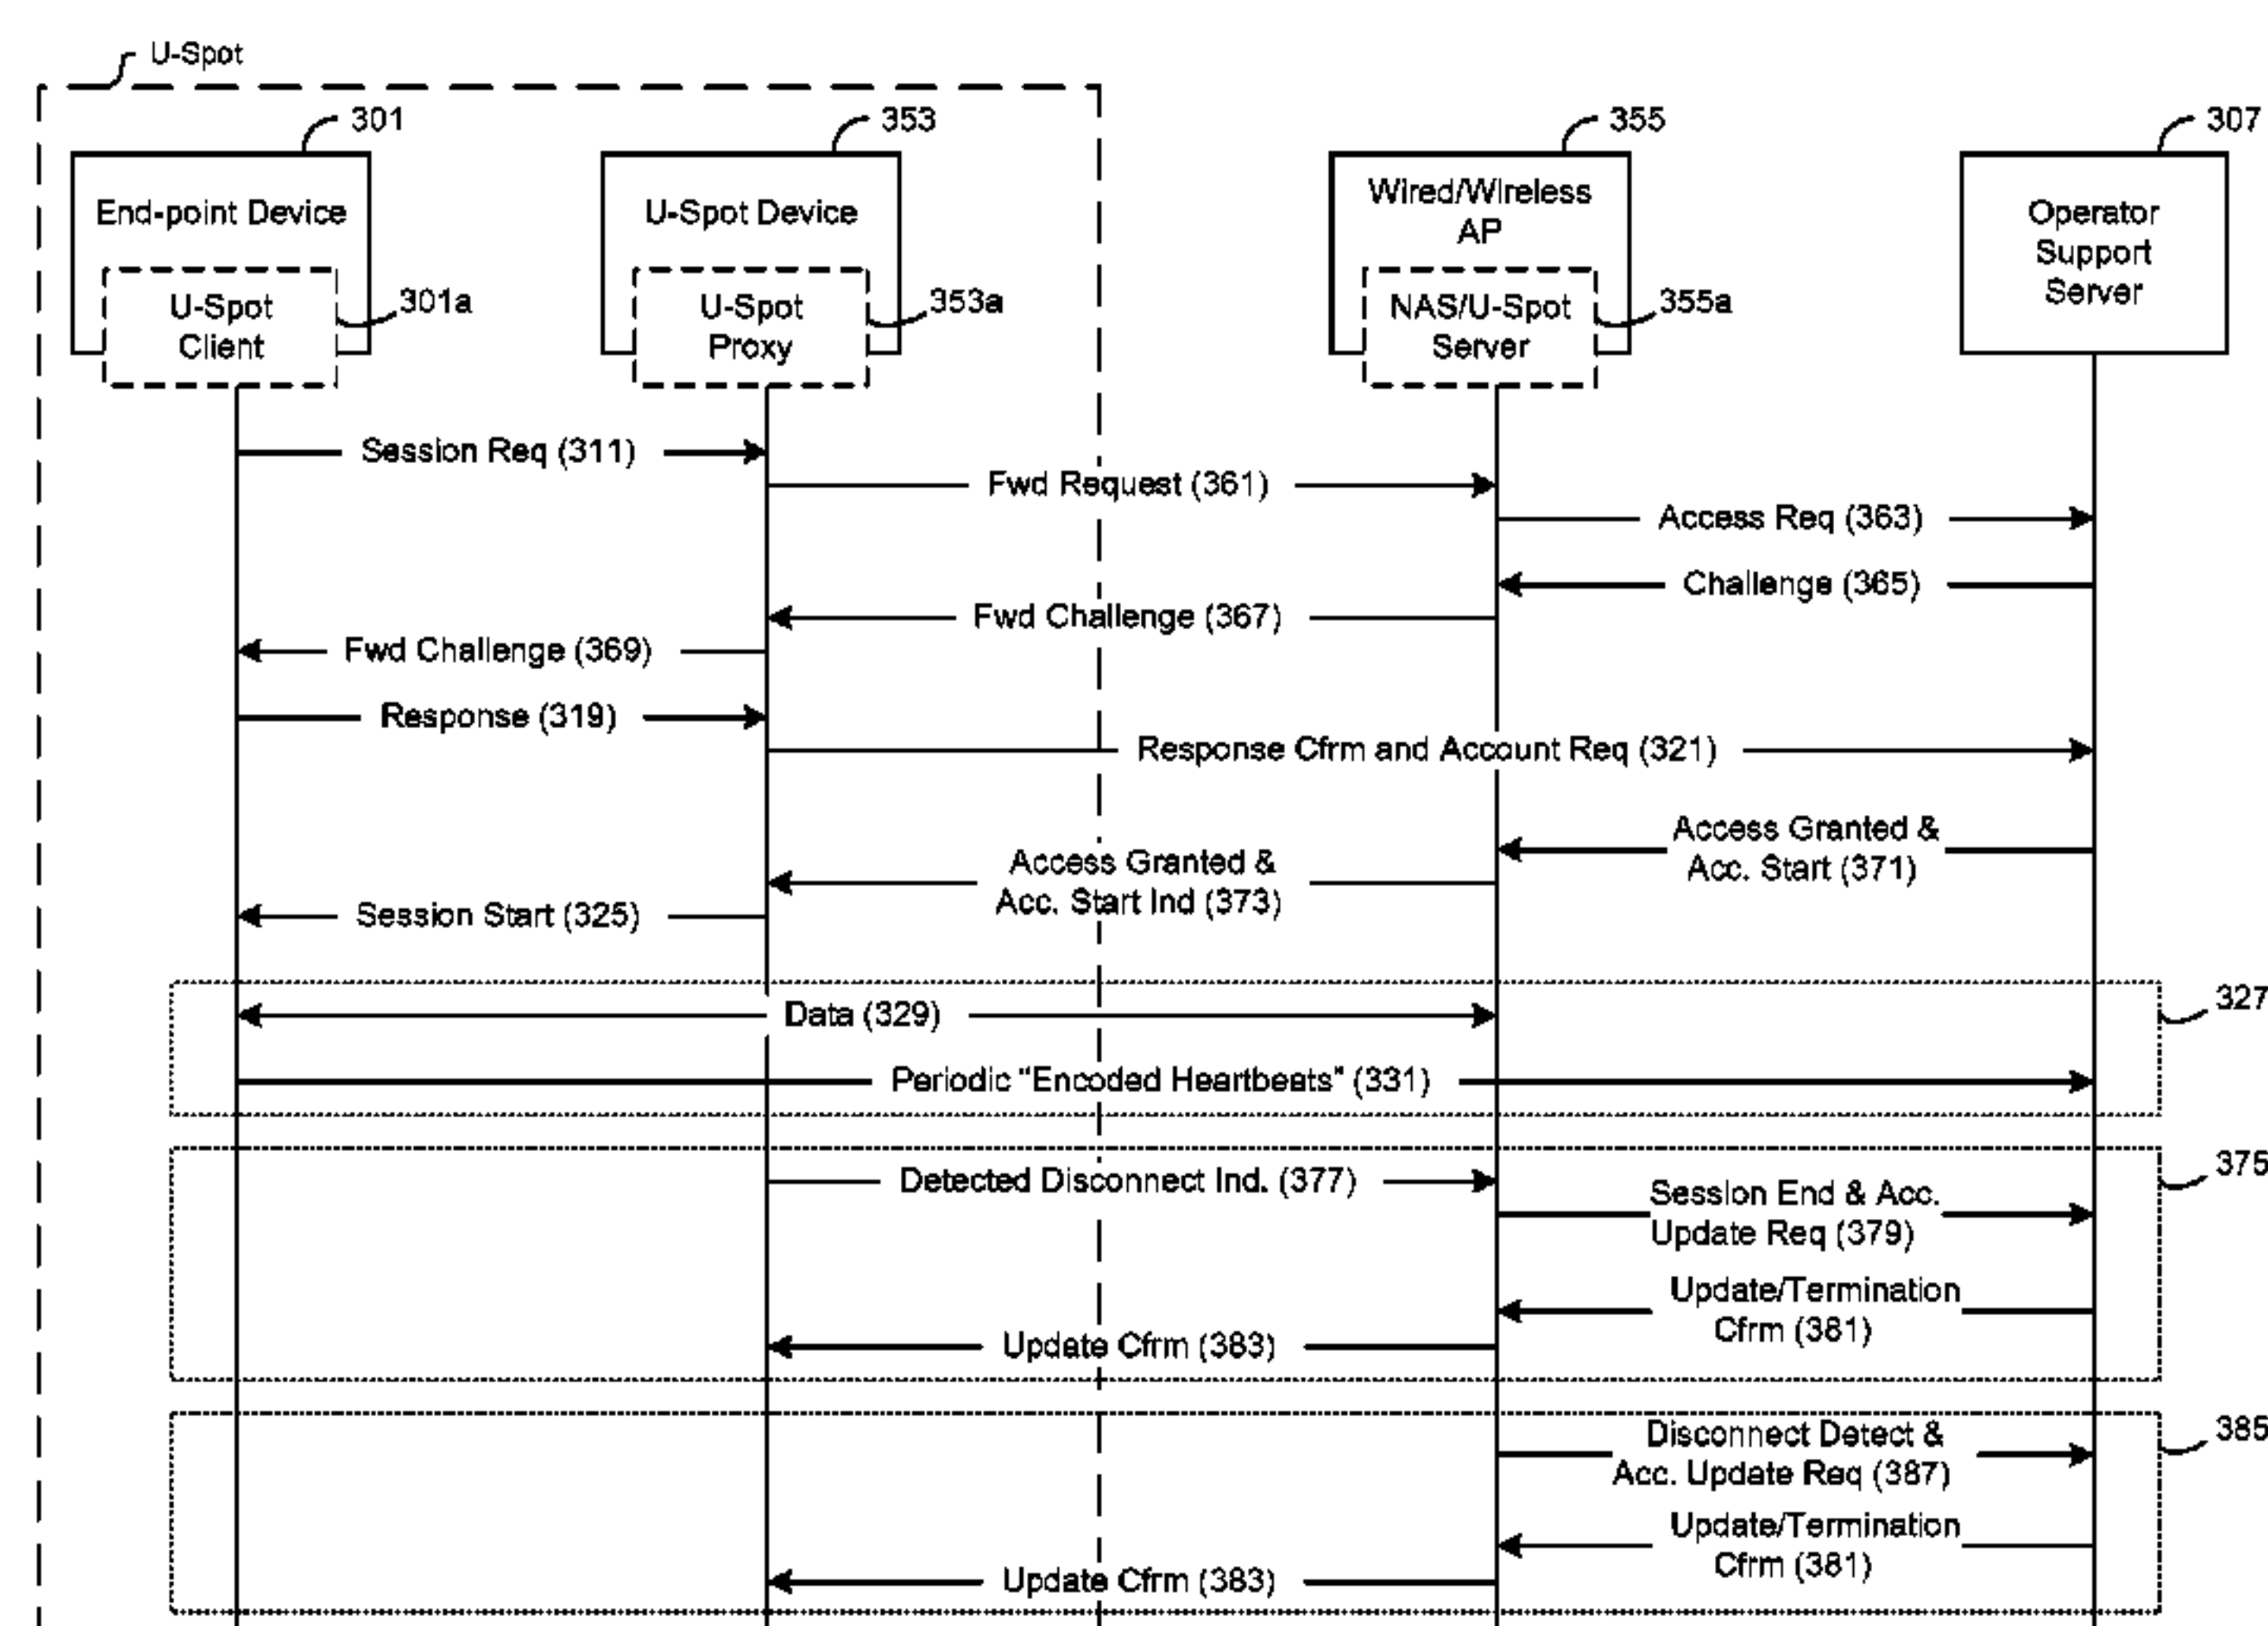 U-Spot
301
353
355
307
End-point Device
U-Spot Device
Wired/Wireless
AP
Operator
Support
Server
U-Spot
Client
301a
U-Spot
Proxy
353a
NAS/U-Spot
Server
355a
Session Req (311)
Fwd Request (361)
Access Req (363)
Challenge (365)
Fwd Challenge (367)
Fwd Challenge (369)
Response (319)
Response Cfrm and Account Req (321)
Access Granted &
Acc. Start (371)
Access Granted &
Acc. Start Ind (373)
Session Start (325)
327
Data (329)
Periodic "Encoded Heartbeats" (331)
375
Detected Disconnect Ind. (377)
Session End & Acc.
Update Req (379)
Update/Termination
Cfrm (381)
Update Cfrm (383)
385
Disconnect Detect &
Acc. Update Req (387)
Update/Termination
Cfrm (381)
Update Cfrm (383)